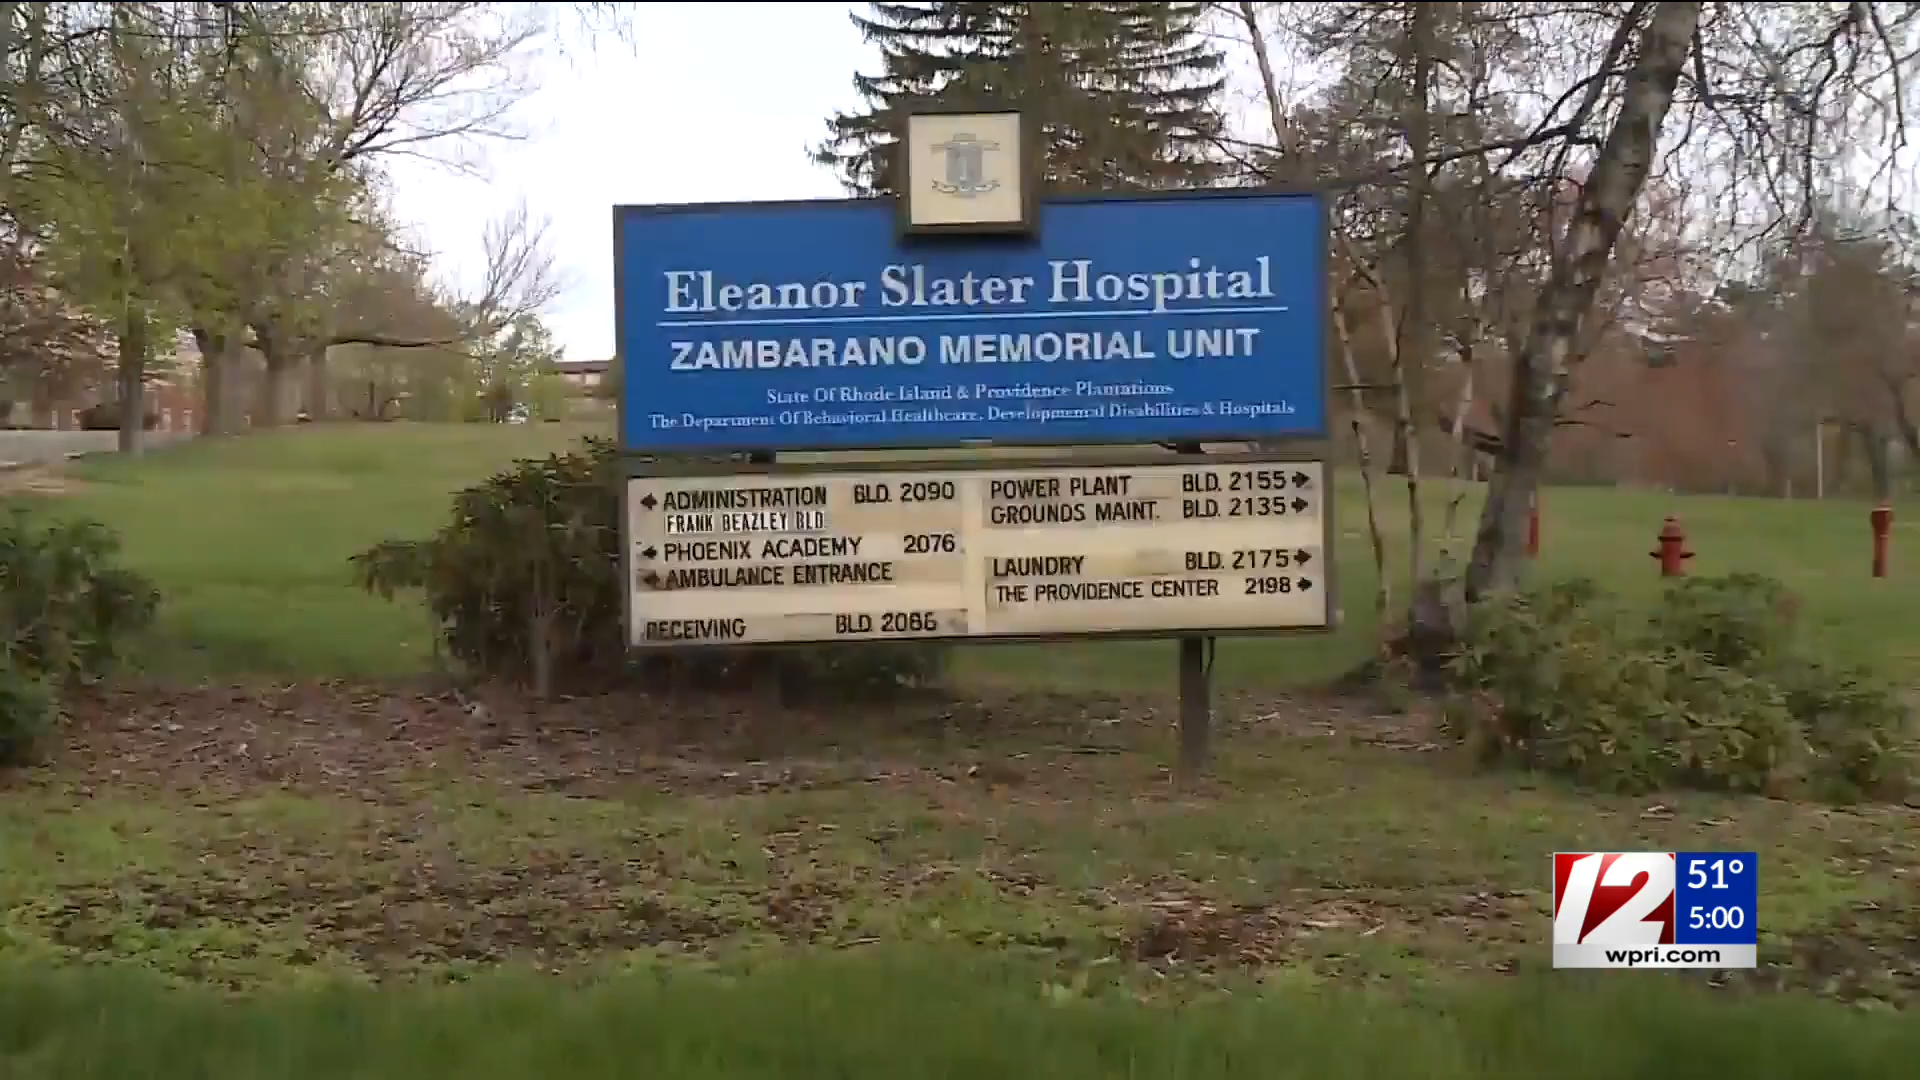 Eleanor Slater Hospital
ZAMBARANO MEMORIAL UNIT
State Of Rhode Island & Providence Plantations
The Department Of Behavioral Healthcare, Developmental Disabilities & Hospitals
ADMINISTRATION BLD. 2090
FRANK BEAZLEY BLD
PHOENIX ACADEMY 2076
AMBULANCE ENTRANCE
RECEIVING BLD. 2086
POWER PLANT BLD. 2155
GROUNDS MAINT. BLD. 2135
LAUNDRY BLD. 2175
THE PROVIDENCE CENTER 2198
12
51°
5:00
wpri.com